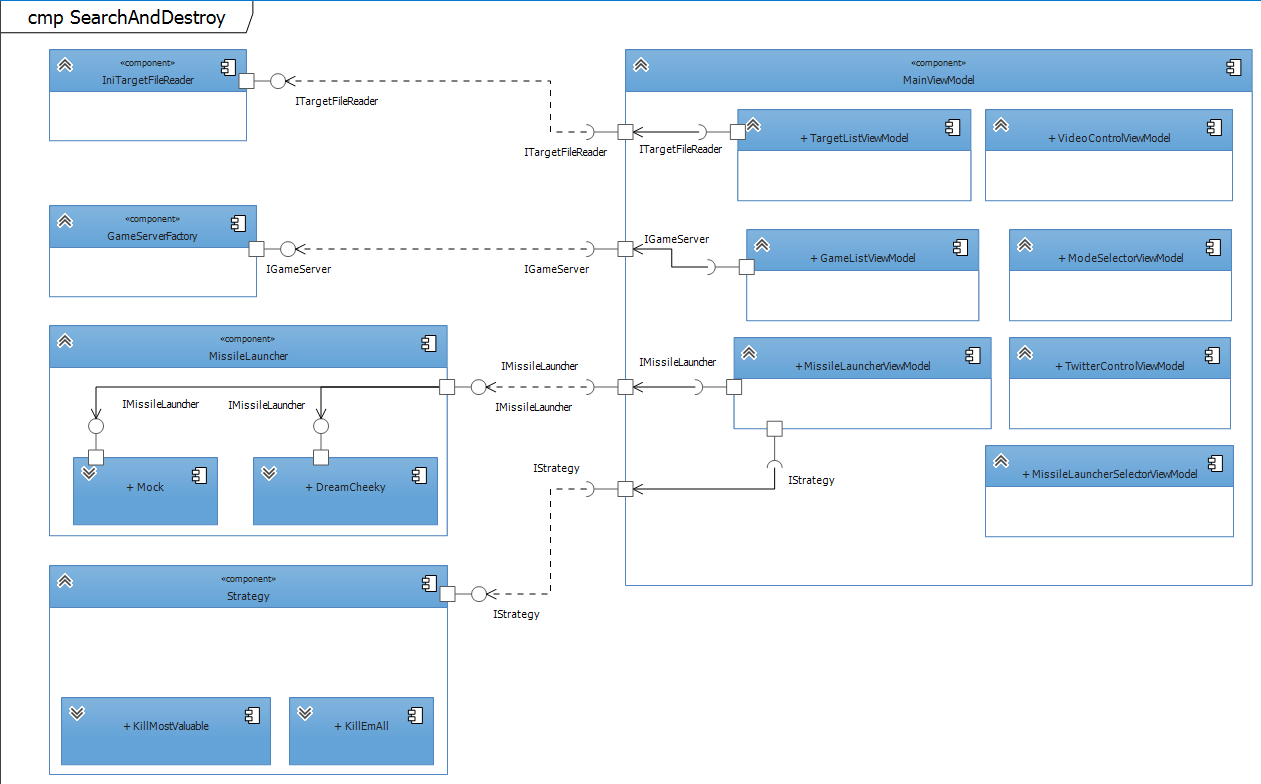 cmp SearchAndDestroy
«component»
IniTargetFileReader
ITargetFileReader
ITargetFileReader
«component»
MainViewModel
ITargetFileReader
+ TargetListViewModel
+ VideoControlViewModel
«component»
GameServerFactory
IGameServer
IGameServer
IGameServer
+ GameListViewModel
+ ModeSelectorViewModel
«component»
MissileLauncher
IMissileLauncher
IMissileLauncher
IMissileLauncher
+ MissileLauncherViewModel
+ TwitterControlViewModel
IMissileLauncher
IMissileLauncher
+ Mock
+ DreamCheeky
IStrategy
IStrategy
+ MissileLauncherSelectorViewModel
«component»
Strategy
IStrategy
+ KillMostValuable
+ KillEmAll